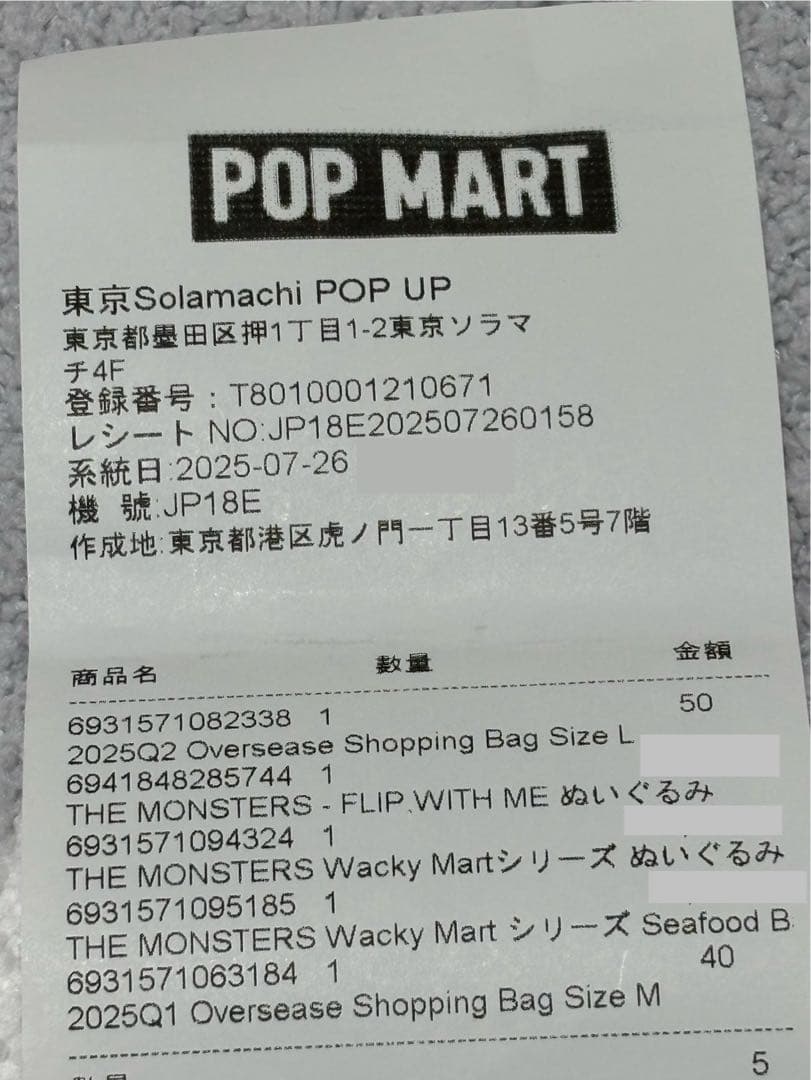 POP MART
東京Solamachi POP UP
東京都墨田区押1丁目1-2東京ソラマ
チ4F
登録番号：T8010001210671
レシート NO:JP18E202507260158
系統日:2025-07-26
機 號:JP18E
作成地:東京都港区虎ノ門一丁目13番5号7階
商品名 数量 金額
6931571082338 1 50
2025Q2 Oversease Shopping Bag Size L
6941848285744 1
THE MONSTERS - FLIP WITH ME ぬいぐるみ
6931571094324 1
THE MONSTERS Wacky Martシリーズ ぬいぐるみ
6931571095185 1
THE MONSTERS Wacky Mart シリーズ Seafood B
6931571063184 1 40
2025Q1 Oversease Shopping Bag Size M
5